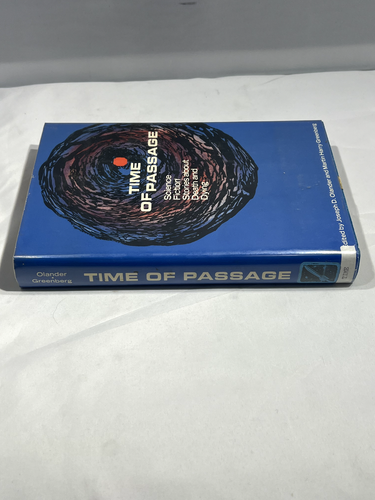 TIME
OF PASSAGE
Science
Fiction
Stories about
Death and
Dying
Edited by Joseph D. Olander and Martin Harry Greenberg
Olander
Greenberg
TIME OF PASSAGE